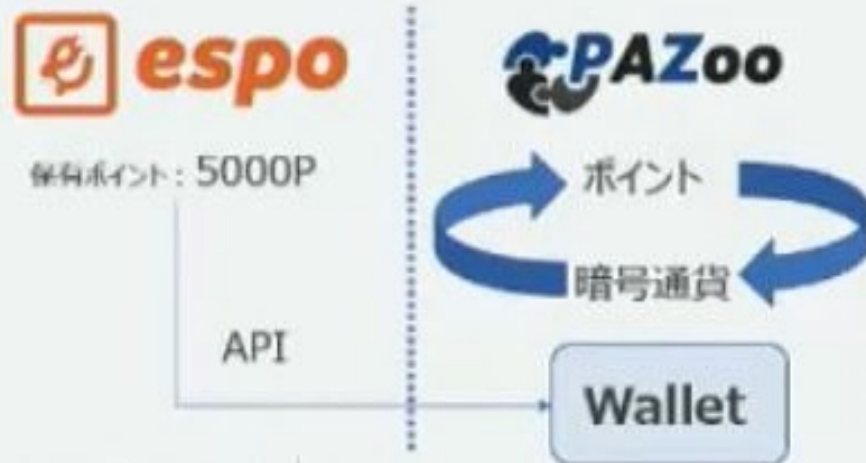 espo
PAZoo
保有ポイント: 5000P
ポイント
暗号通貨
API
Wallet